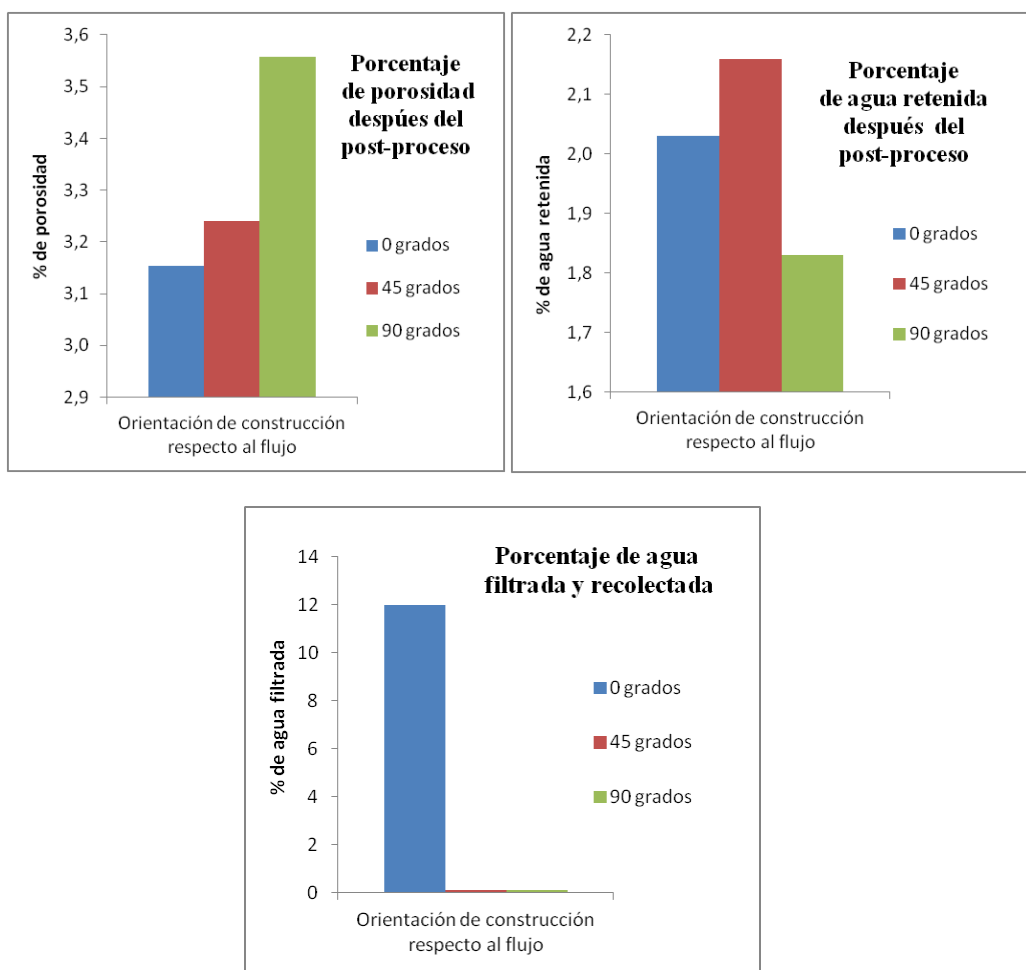 3,6
3,5
3,4
3,3
3,2
3,1
3,0
2,9
% de porosidad
Porcentaje
de porosidad
despúes del
post-proceso
0 grados
45 grados
90 grados
Orientación de construcción
respecto al flujo
2,2
2,1
2,0
1,9
1,8
1,7
1,6
% de agua retenida
Porcentaje
de agua retenida
después del
post-proceso
0 grados
45 grados
90 grados
Orientación de construcción
respecto al flujo
14
12
10
8
6
4
2
0
% de agua filtrada
Porcentaje de agua
filtrada y recolectada
0 grados
45 grados
90 grados
Orientación de construcción
respecto al flujo